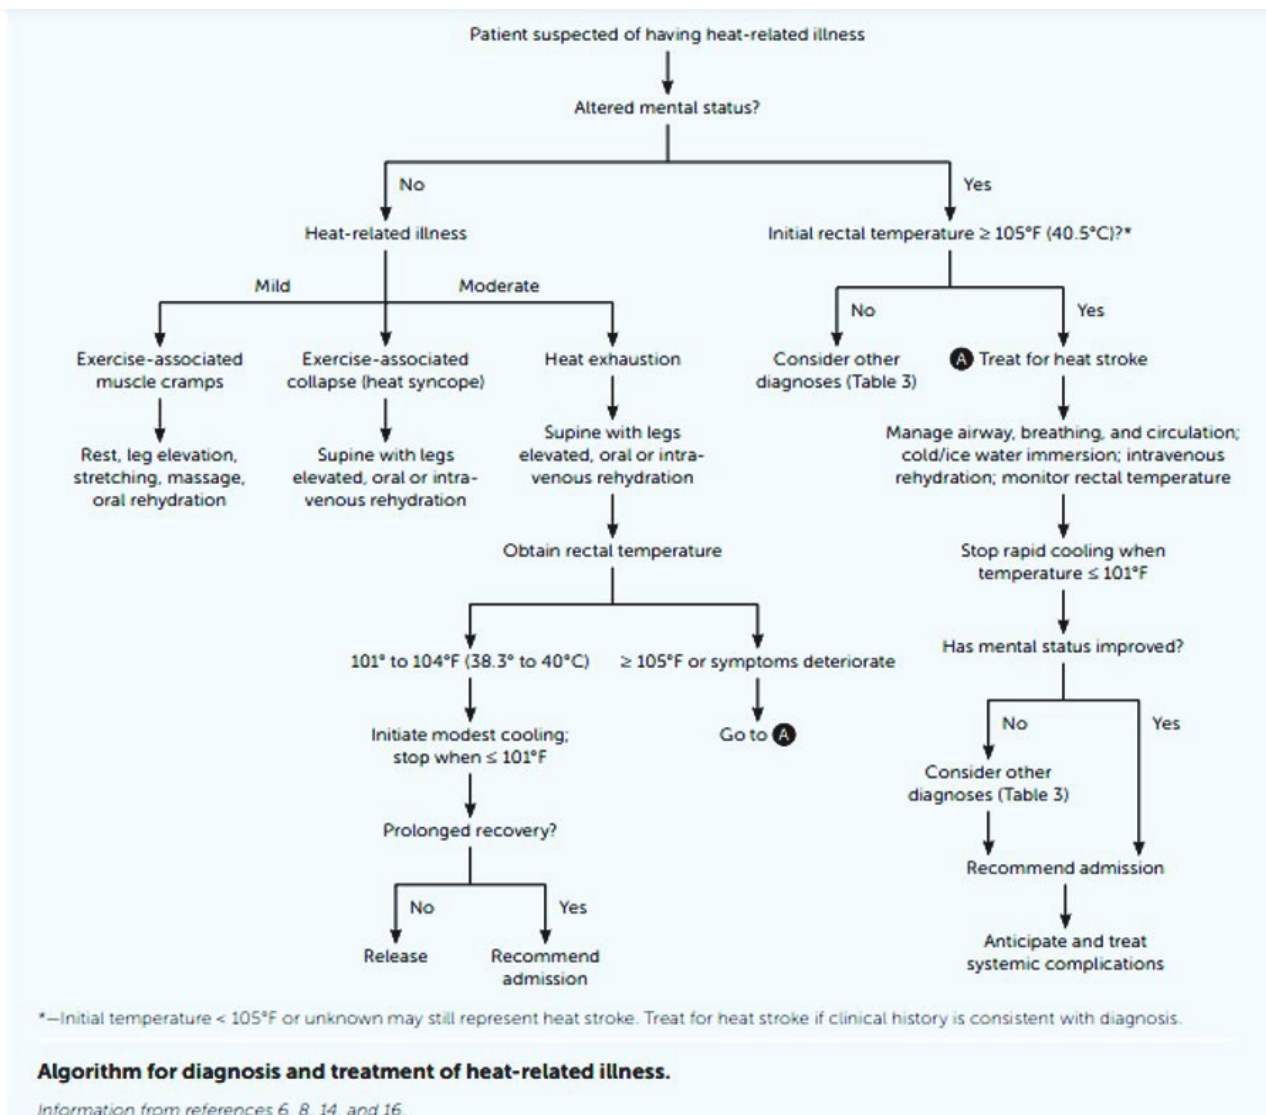 Patient suspected of having heat-related illness
Altered mental status?
No
Yes
Heat-related illness
Initial rectal temperature ≥ 105°F (40.5°C)?*
Mild
Moderate
No
Yes
Exercise-associated
muscle cramps
Exercise-associated
collapse (heat syncope)
Heat exhaustion
Consider other
diagnoses (Table 3)
A Treat for heat stroke
Rest, leg elevation,
stretching, massage,
oral rehydration
Supine with legs
elevated, oral or intra-
venous rehydration
Supine with legs
elevated, oral or intra-
venous rehydration
Manage airway, breathing, and circulation;
cold/ice water immersion; intravenous
rehydration; monitor rectal temperature
Obtain rectal temperature
Stop rapid cooling when
temperature ≤ 101°F
101° to 104°F (38.3° to 40°C)
≥ 105°F or symptoms deteriorate
Has mental status improved?
Initiate modest cooling;
stop when ≤ 101°F
Go to A
No
Yes
Consider other
diagnoses (Table 3)
Prolonged recovery?
Recommend admission
No
Yes
Release
Recommend
admission
Anticipate and treat
systemic complications
*—Initial temperature < 105°F or unknown may still represent heat stroke. Treat for heat stroke if clinical history is consistent with diagnosis.
Algorithm for diagnosis and treatment of heat-related illness.
Information from references 6, 8, 14, and 16.